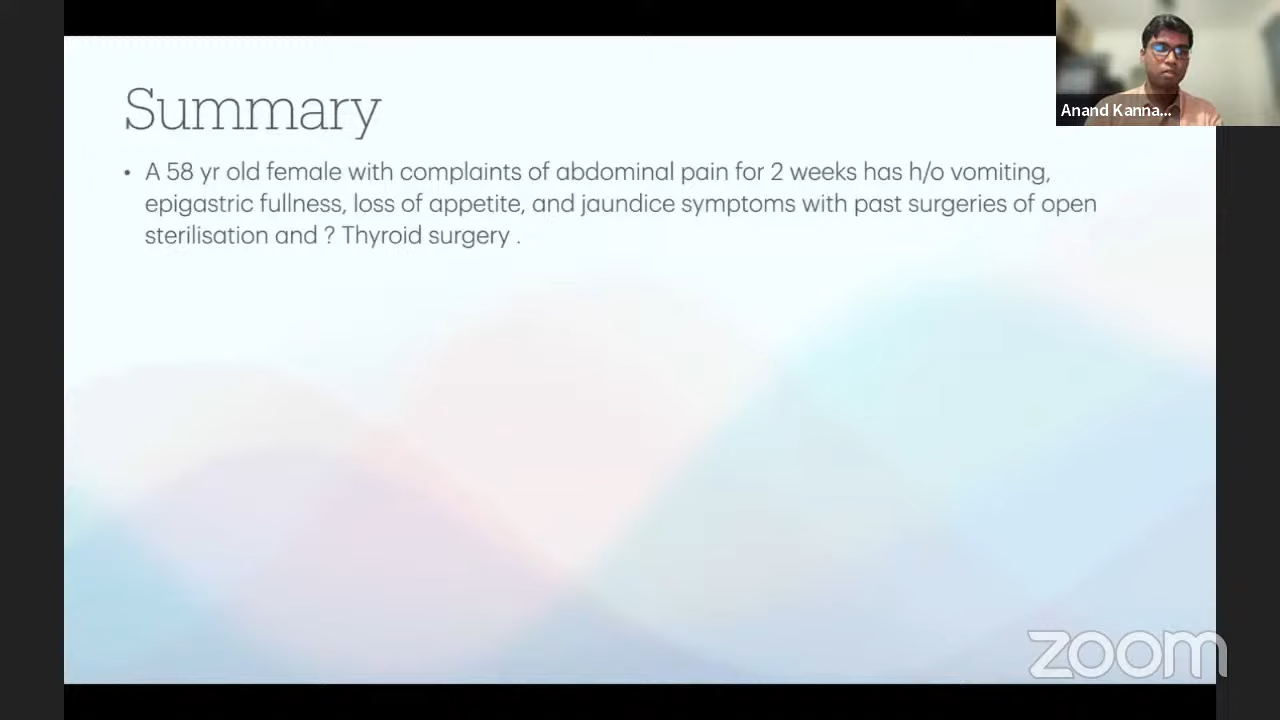 Summary
• A 58 yr old female with complaints of abdominal pain for 2 weeks has h/o vomiting,
epigastric fullness, loss of appetite, and jaundice symptoms with past surgeries of open
sterilisation and ? Thyroid surgery .
Anand Kanna...
zoom